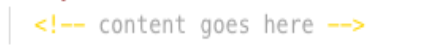 <!-- content goes here -->